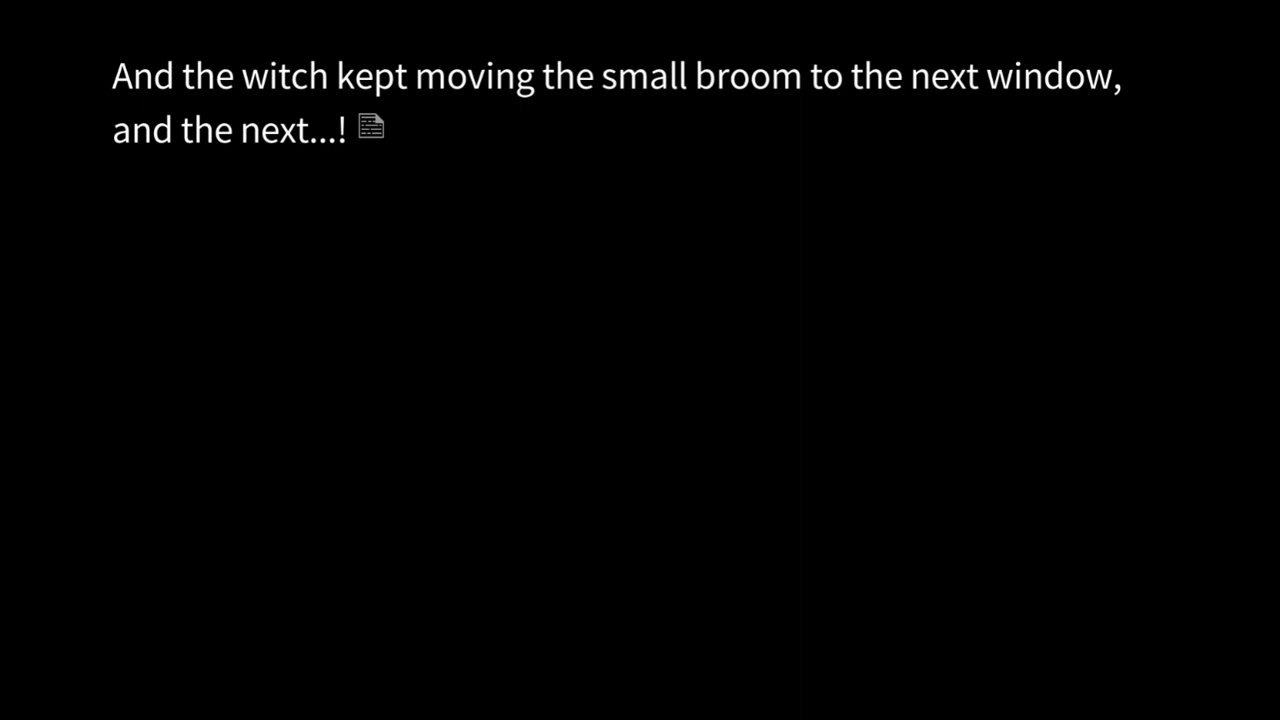 And the witch kept moving the small broom to the next window,
and the next...!